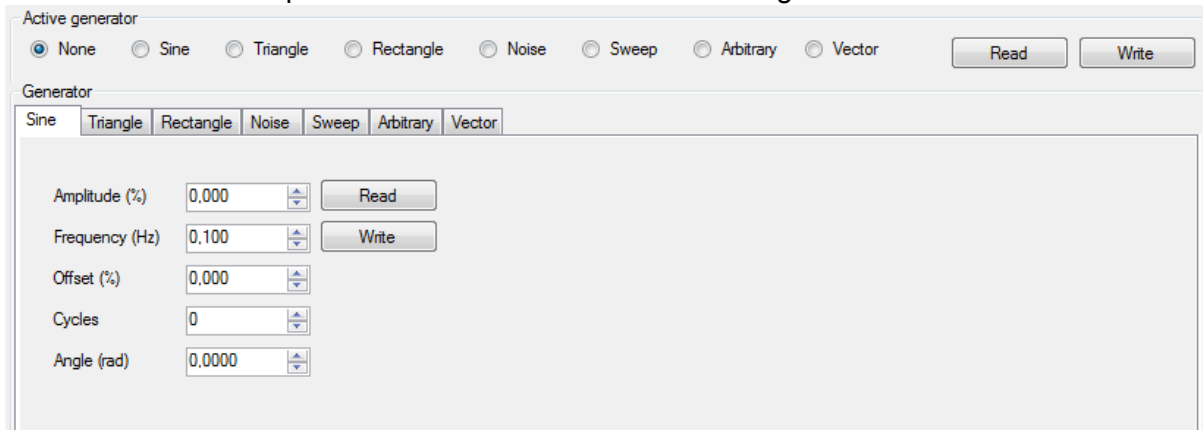 Active generator
None Sine Triangle Rectangle Noise Sweep Arbitrary Vector Read Write
Generator
Sine Triangle Rectangle Noise Sweep Arbitrary Vector
Amplitude (%) 0,000 Read
Frequency (Hz) 0,100 Write
Offset (%) 0,000
Cycles 0
Angle (rad) 0,0000